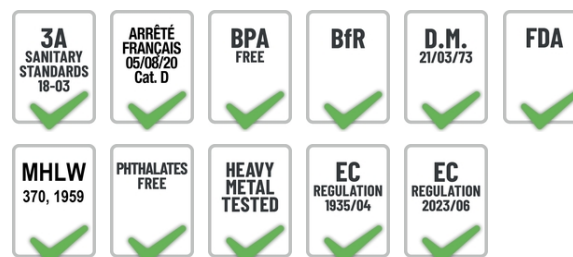 3A
SANITARY
STANDARDS
18-03
ARRÊTÉ
FRANÇAIS
05/08/20
Cat. D
BPA
FREE
BfR
D.M.
21/03/73
FDA
MHLW
370, 1959
PHTHALATES
FREE
HEAVY
METAL
TESTED
EC
REGULATION
1935/04
EC
REGULATION
2023/06